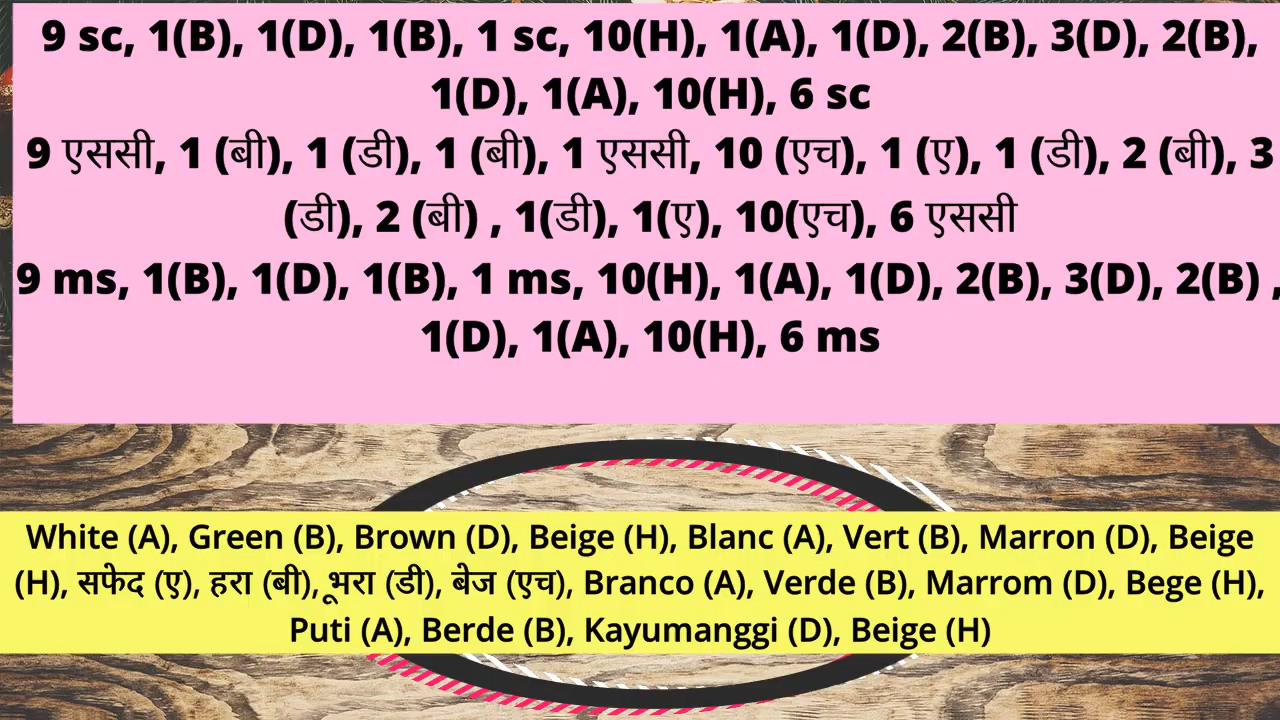 9 sc, 1(B), 1(D), 1(B), 1 sc, 10(H), 1(A), 1(D), 2(B), 3(D), 2(B),
1(D), 1(A), 10(H), 6 sc
9 एससी, 1 (बी), 1 (डी), 1 (बी), 1 एससी, 10 (एच), 1 (ए), 1 (डी), 2 (बी), 3
(डी), 2 (बी) , 1(डी), 1(ए), 10(एच), 6 एससी
9 ms, 1(B), 1(D), 1(B), 1 ms, 10(H), 1(A), 1(D), 2(B), 3(D), 2(B) ,
1(D), 1(A), 10(H), 6 ms
White (A), Green (B), Brown (D), Beige (H), Blanc (A), Vert (B), Marron (D), Beige
(H), सफेद (ए), हरा (बी), भूरा (डी), बेज (एच), Branco (A), Verde (B), Marrom (D), Bege (H),
Puti (A), Berde (B), Kayumanggi (D), Beige (H)